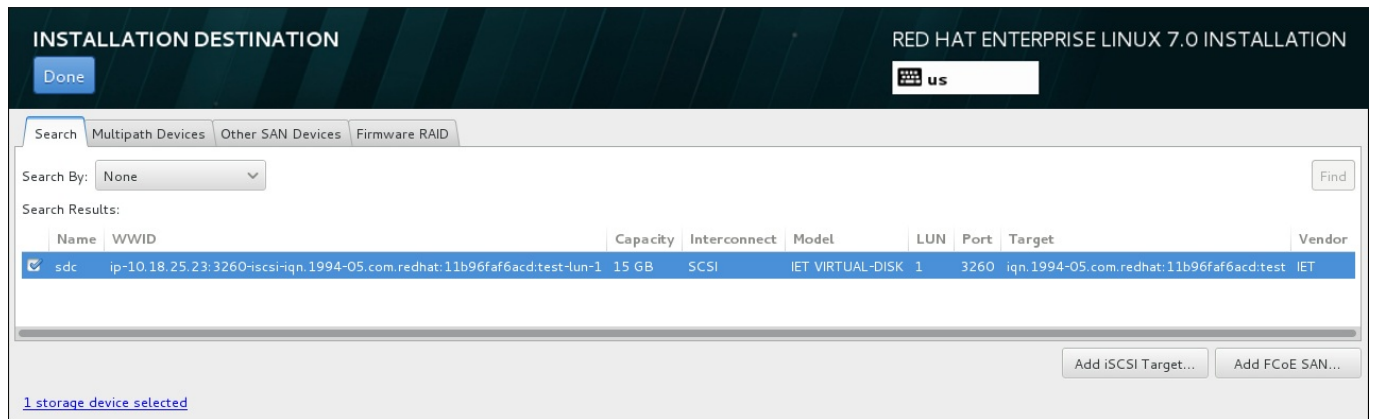 INSTALLATION DESTINATION
RED HAT ENTERPRISE LINUX 7.0 INSTALLATION
Done
us
Search Multipath Devices Other SAN Devices Firmware RAID
Search By: None Find
Search Results:
Name WWID Capacity Interconnect Model LUN Port Target Vendor
sdc ip-10.18.25.23:3260-iscsi-iqn.1994-05.com.redhat:11b96faf6acd:test-lun-1 15 GB SCSI IET VIRTUAL-DISK 1 3260 iqn.1994-05.com.redhat:11b96faf6acd:test IET
Add iSCSI Target... Add FCoE SAN...
1 storage device selected